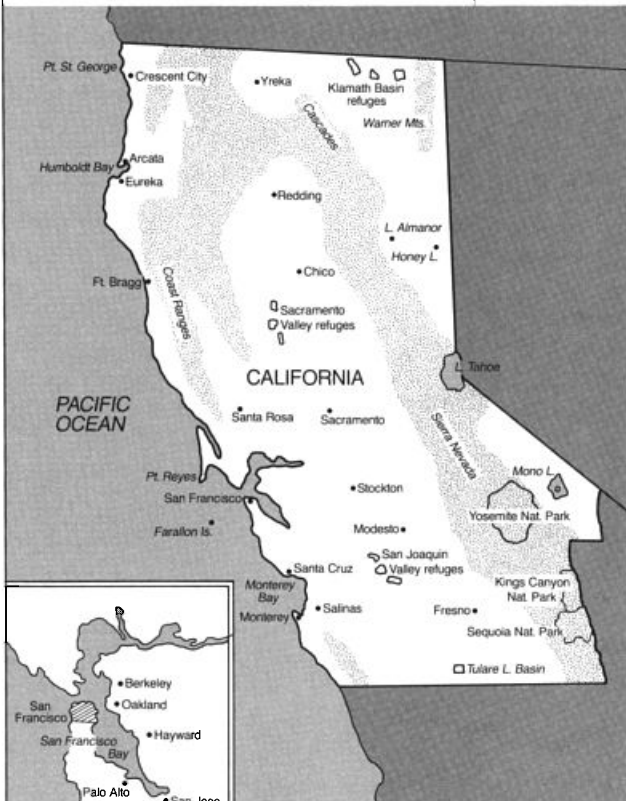 Pt. St. George
Crescent City
Yreka
Klamath Basin
refuges
Cascades
Warner Mts.
Humboldt Bay
Arcata
Eureka
Redding
L. Almanor
Honey L.
Ft. Bragg
Coast Ranges
Chico
Sacramento
Valley refuges
CALIFORNIA
L. Tahoe
PACIFIC
OCEAN
Santa Rosa
Sacramento
Sierra Nevada
Pt. Reyes
San Francisco
Mono L.
Stockton
Yosemite Nat. Park
Farallon Is.
Modesto
San Joaquin
Valley refuges
Santa Cruz
Monterey
Bay
Kings Canyon
Nat. Park
Monterey
Salinas
Fresno
Sequoia Nat. Park
Tulare L. Basin
Berkeley
Oakland
San
Francisco
San Francisco
Bay
Hayward
Palo Alto
San Jose